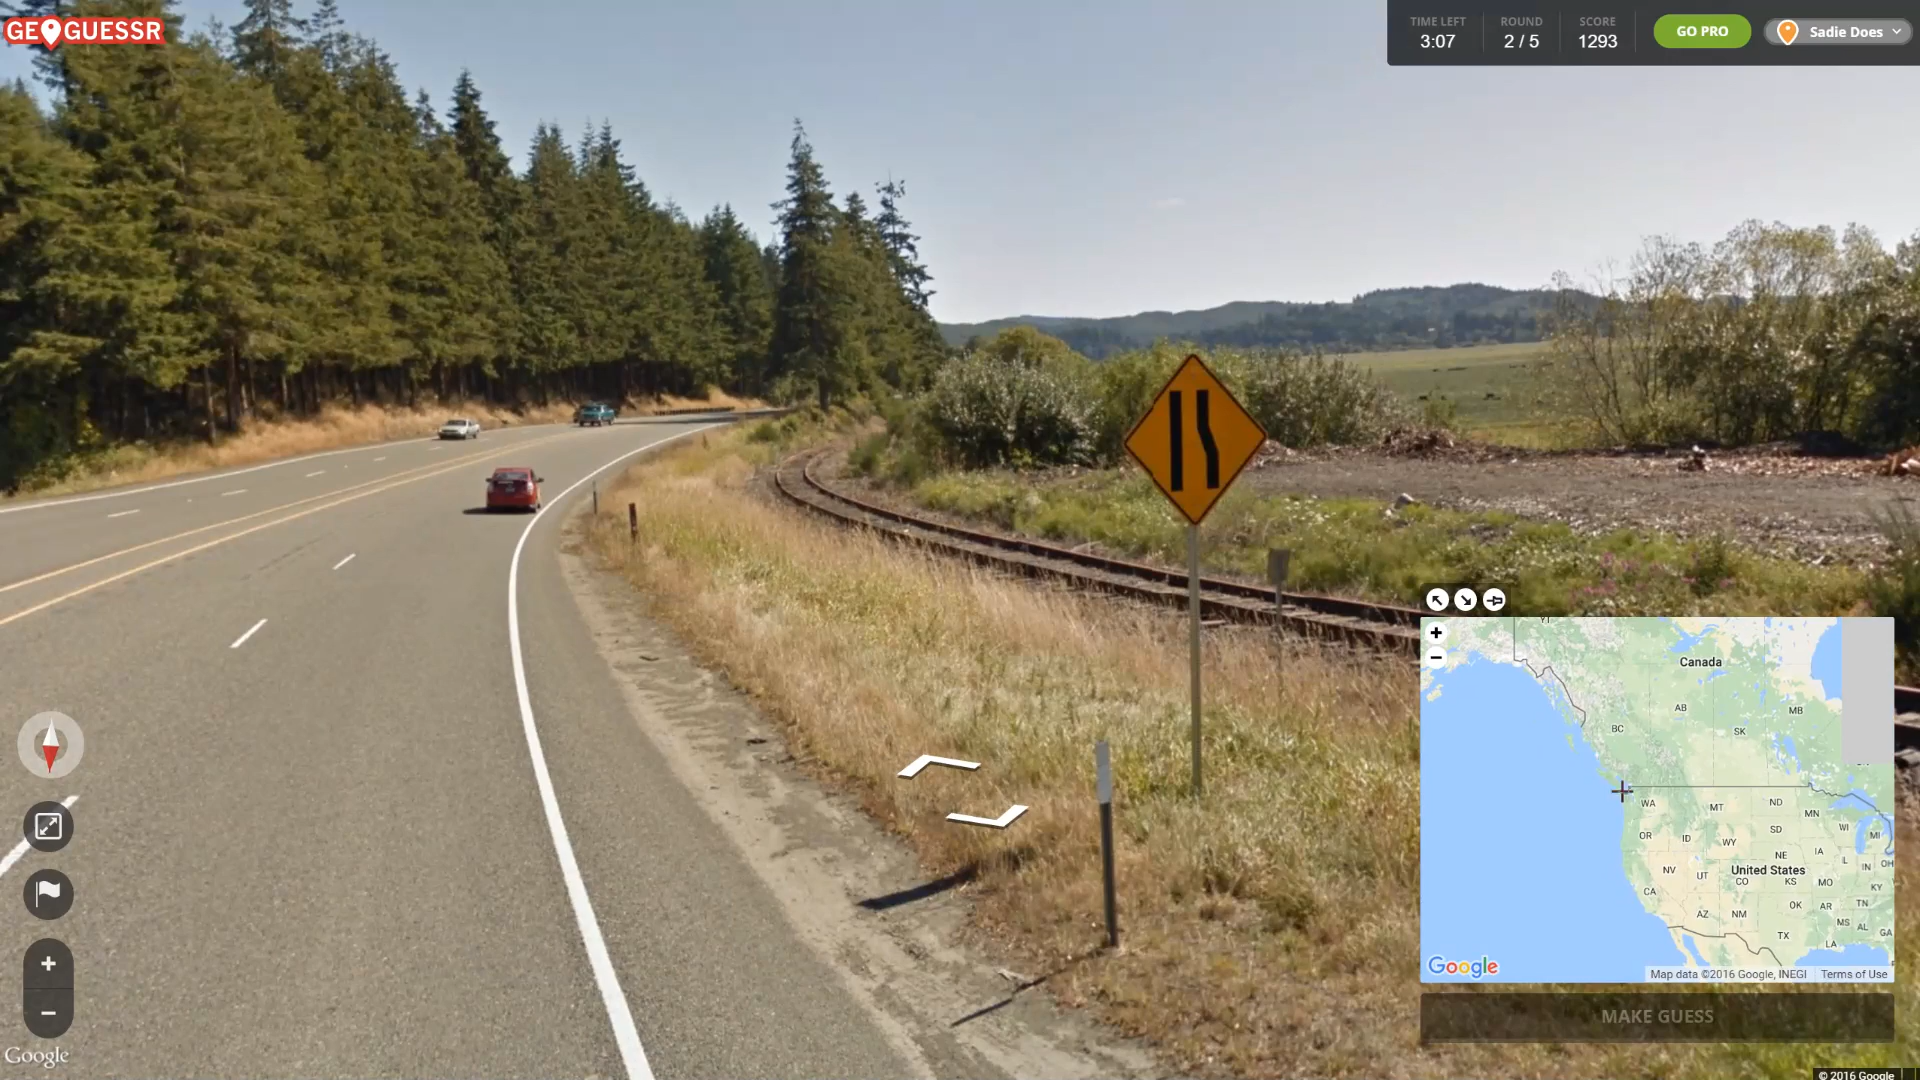 GEOGUESSR
TIME LEFT
3:07
ROUND
2 / 5
SCORE
1293
GO PRO
Sadie Does
YT
Canada
AB
MB
BC
SK
WA
MT
ND
MN
OR
ID
SD
WI
MI
WY
NE
IA
IL
IN
OH
NV
UT
United States
CO
KS
MO
KY
CA
OK
AR
TN
AZ
NM
MS
AL
GA
TX
LA
Google
Map data ©2016 Google, INEGI
Terms of Use
MAKE GUESS
Google
© 2016 Google